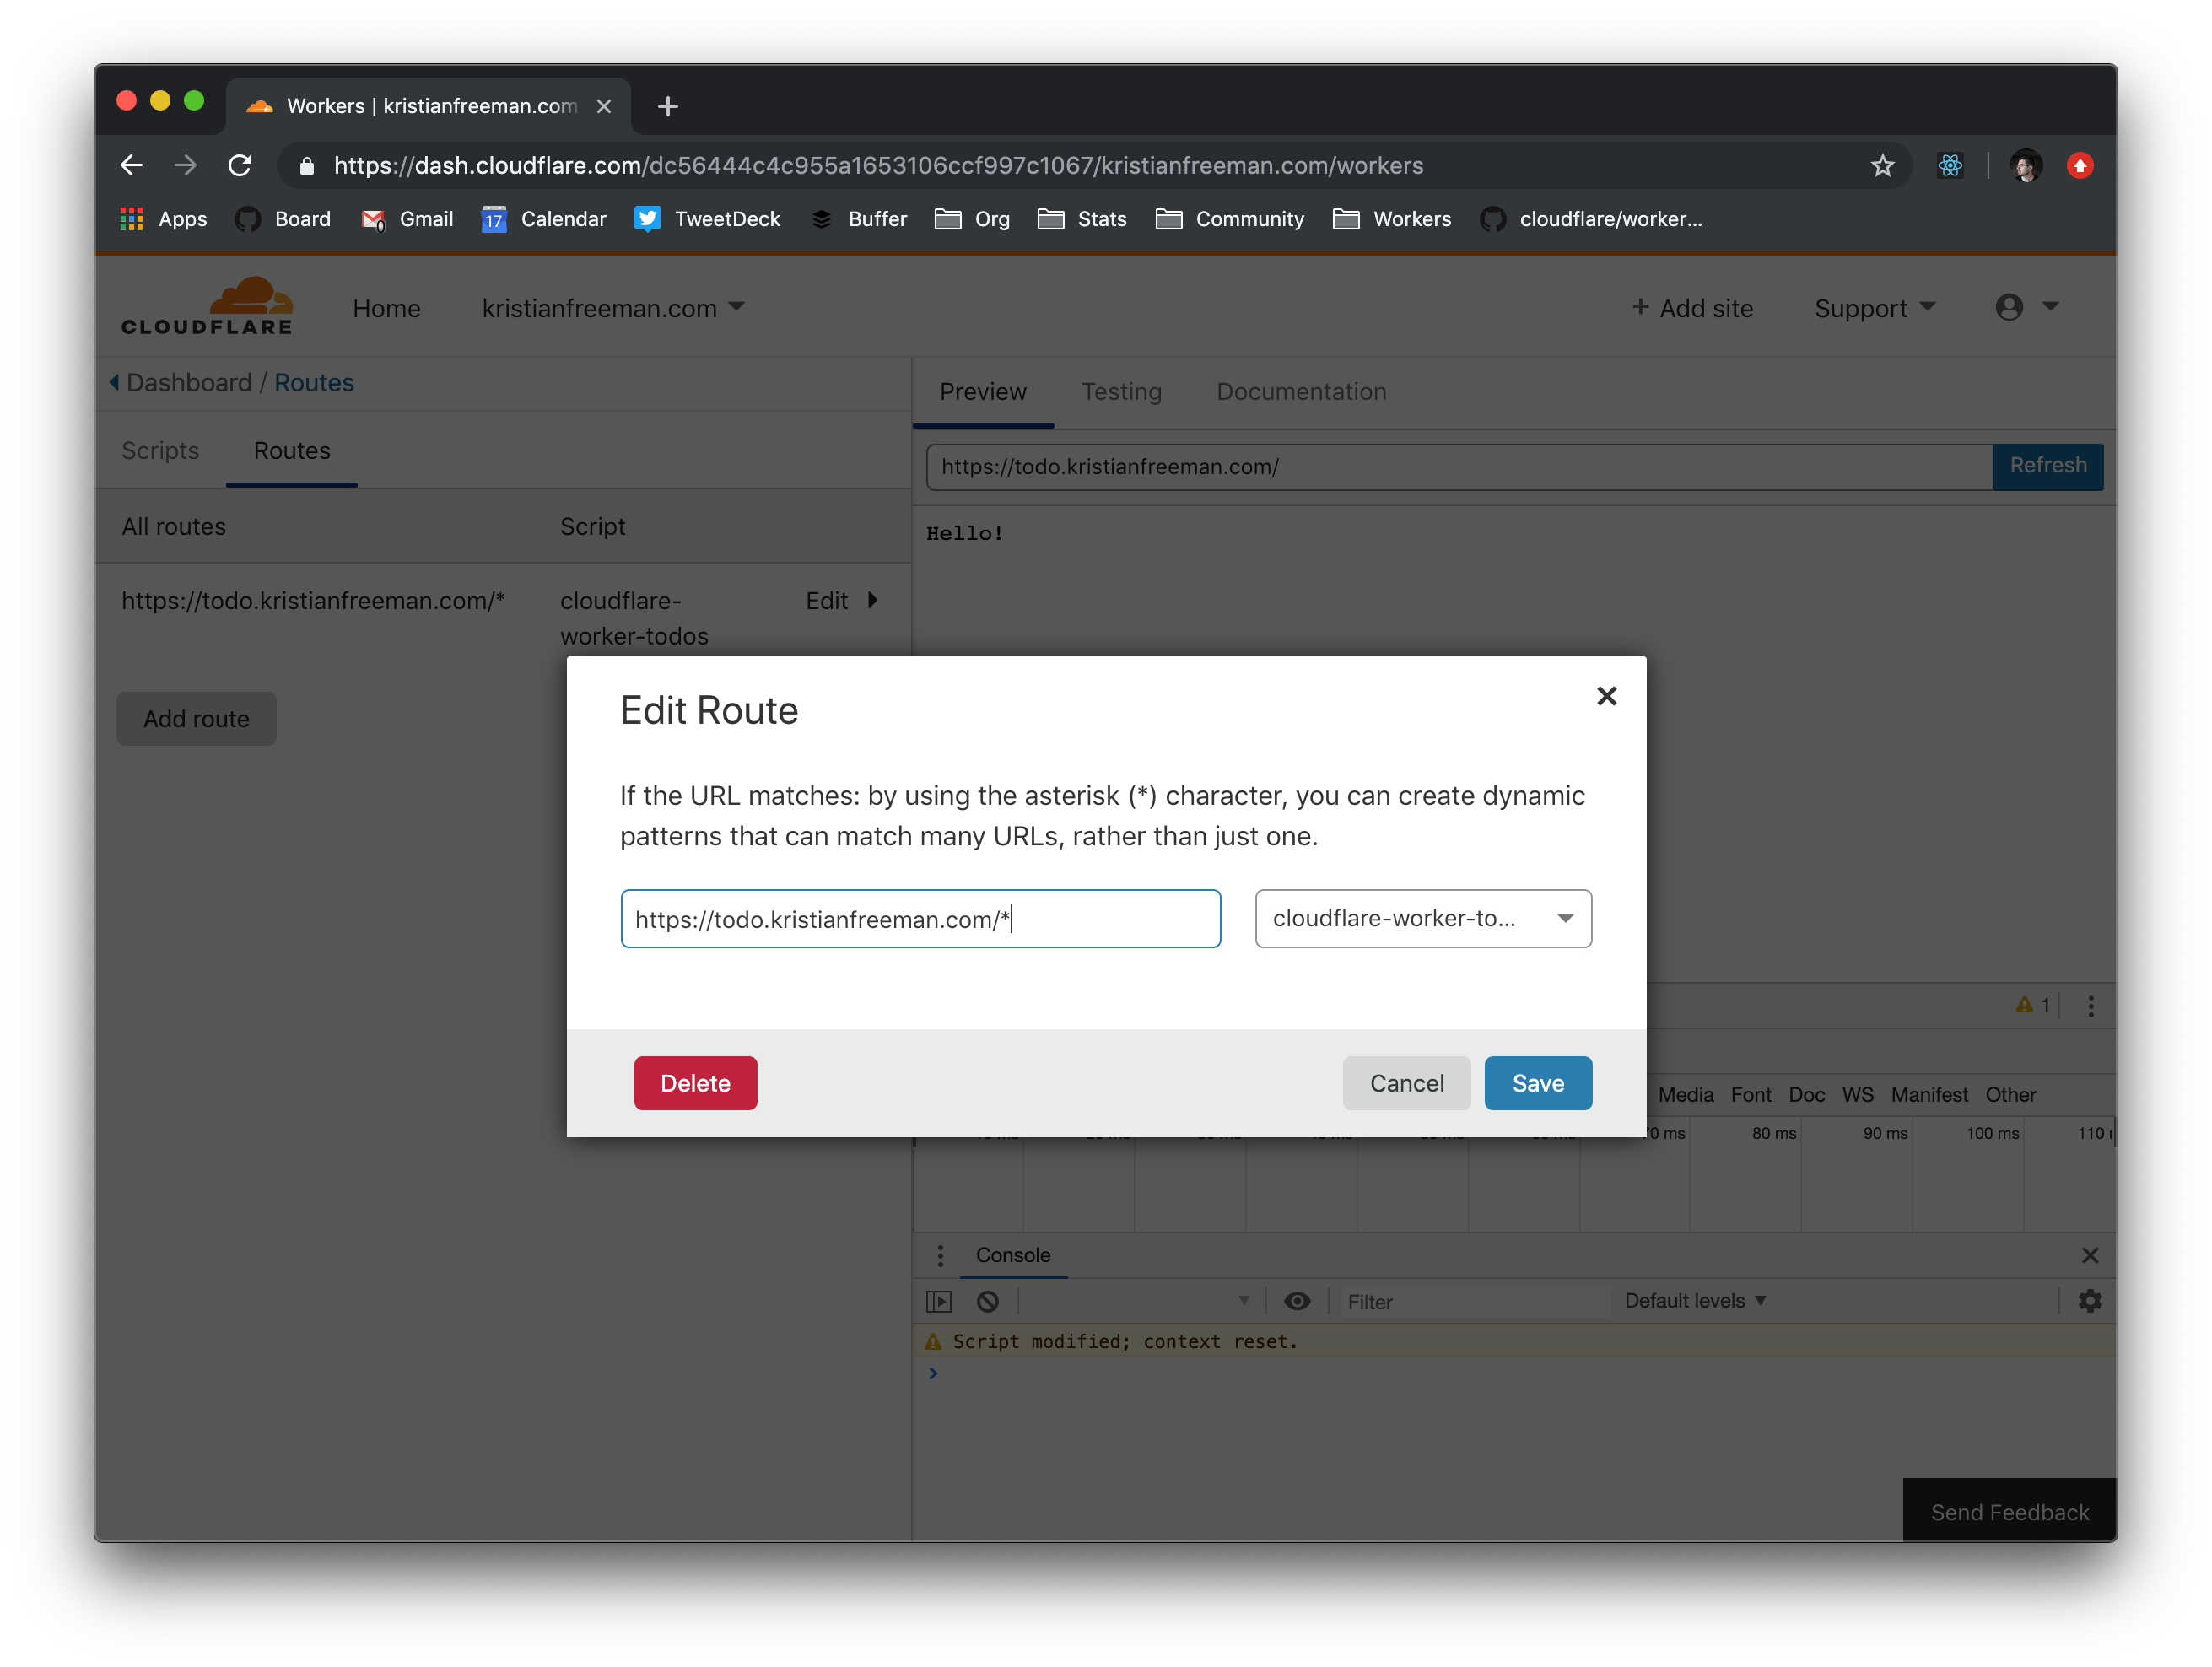 Workers | kristianfreeman.com
https://dash.cloudflare.com/dc56444c4c955a1653106ccf997c1067/kristianfreeman.com/workers
Apps Board Gmail 17 Calendar TweetDeck Buffer Org Stats Community Workers cloudflare/worker...
CLOUDFLARE Home kristianfreeman.com + Add site Support
Dashboard / Routes
Preview Testing Documentation
Scripts Routes
https://todo.kristianfreeman.com/ Refresh
All routes Script
Hello!
https://todo.kristianfreeman.com/* cloudflare-
worker-todos
Edit
Add route
Edit Route
If the URL matches: by using the asterisk (*) character, you can create dynamic
patterns that can match many URLs, rather than just one.
https://todo.kristianfreeman.com/* cloudflare-worker-to...
1
Delete Cancel Save
Media Font Doc WS Manifest Other
80 ms 90 ms 100 ms 110
Console
Filter Default levels
Script modified; context reset.
Send Feedback